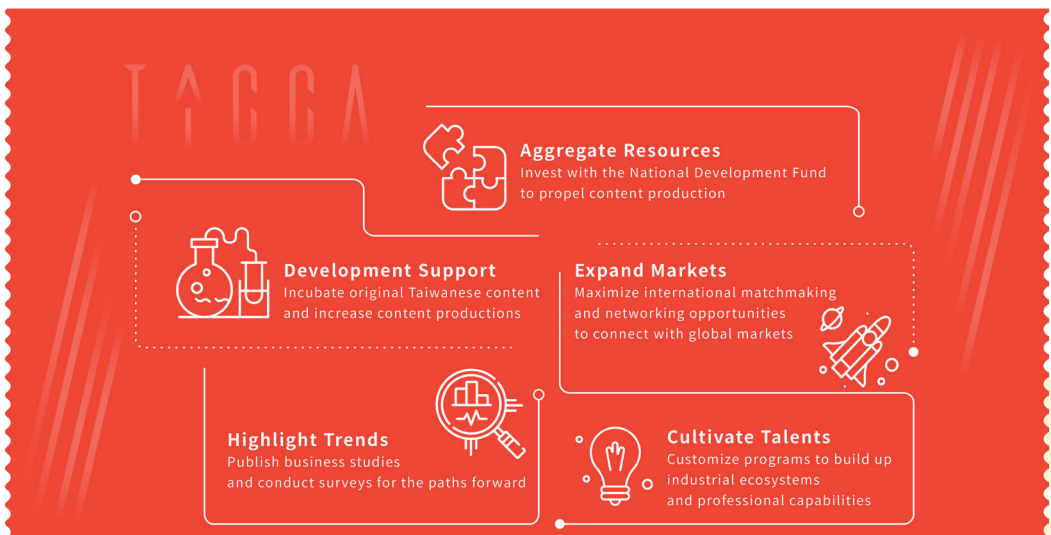 TAICCA
Aggregate Resources
Invest with the National Development Fund
to propel content production
Development Support
Incubate original Taiwanese content
and increase content productions
Expand Markets
Maximize international matchmaking
and networking opportunities
to connect with global markets
Highlight Trends
Publish business studies
and conduct surveys for the paths forward
Cultivate Talents
Customize programs to build up
industrial ecosystems
and professional capabilities